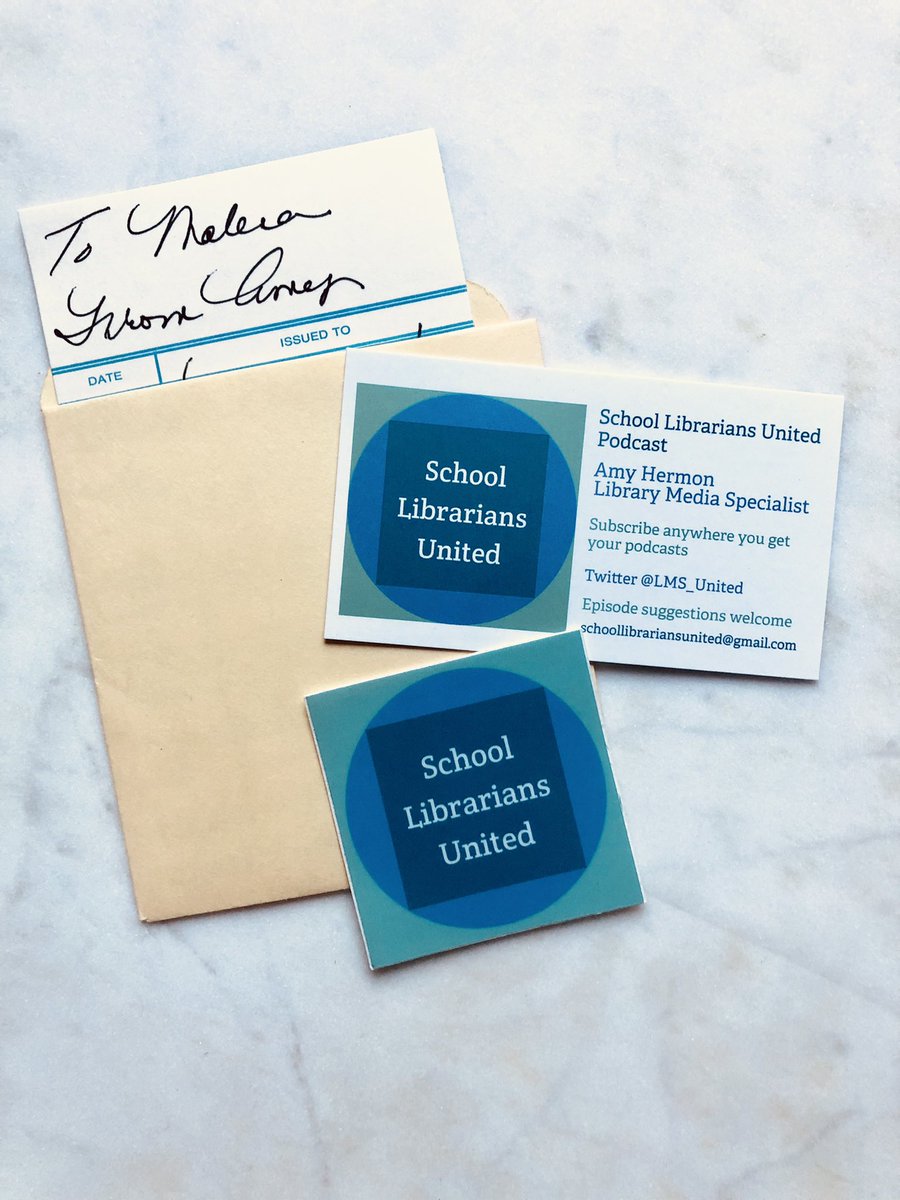 To Malera
From Amy
ISSUED TO
DATE
School
Librarians
United
School Librarians United
Podcast
Amy Hermon
Library Media Specialist
Subscribe anywhere you get
your podcasts
Twitter @LMS_United
Episode suggestions welcome
schoollibrariansunited@gmail.com
School
Librarians
United